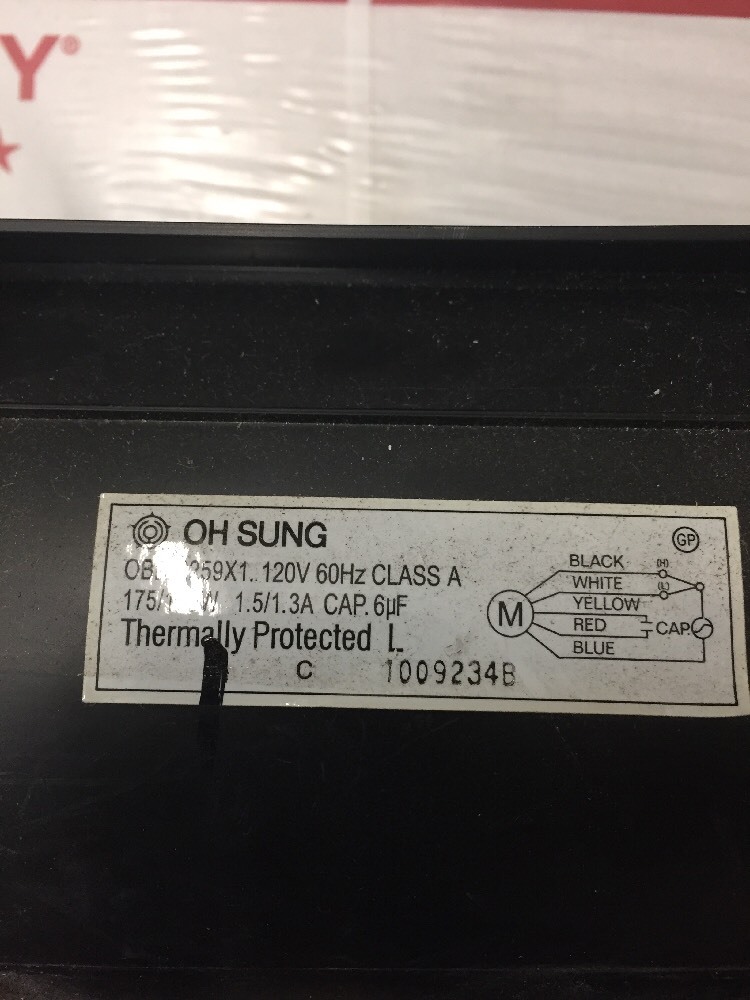 Y®
OH SUNG
GP
120V 60Hz CLASS A
1.5/1.3A CAP. 6μF
Thermally Protected
C 1009234B
BLACK (H)
WHITE (L)
YELLOW
M
RED CAP.
BLUE